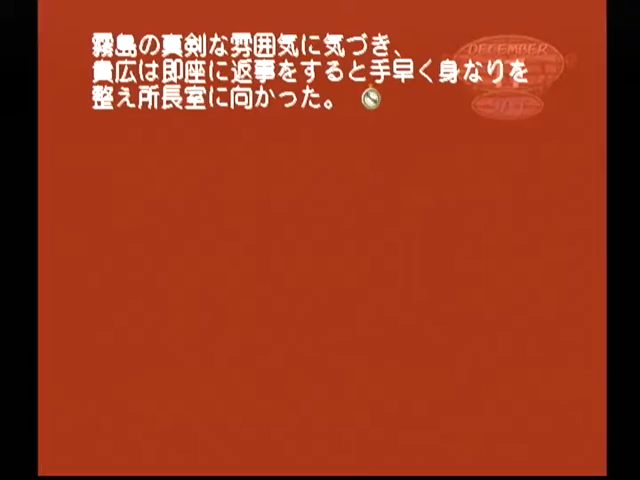 霧島の真剣な雰囲気に気づき、
貴広は即座に返事をすると手早く身なりを
整え所長室に向かった。
DECEMBER